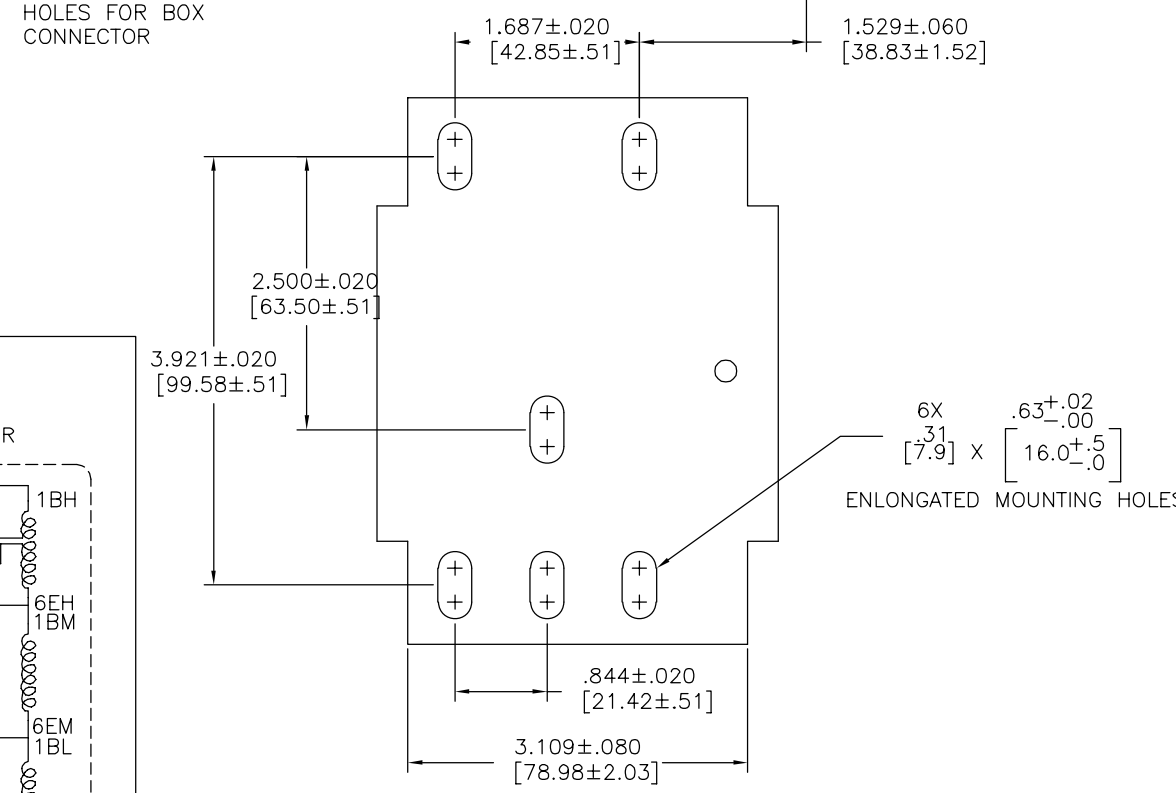 HOLES FOR BOX
CONNECTOR
1.687±.020
[42.85±.51]
1.529±.060
[38.83±1.52]
2.500±.020
[63.50±.51]
3.921±.020
[99.58±.51]
R
1BH
6EH
1BM
6EM
1BL
6X
.31
[7.9] X
.63+.02
-.00
[16.0+.5
-.0]
ENLONGATED MOUNTING HOLES
.844±.020
[21.42±.51]
3.109±.080
[78.98±2.03]